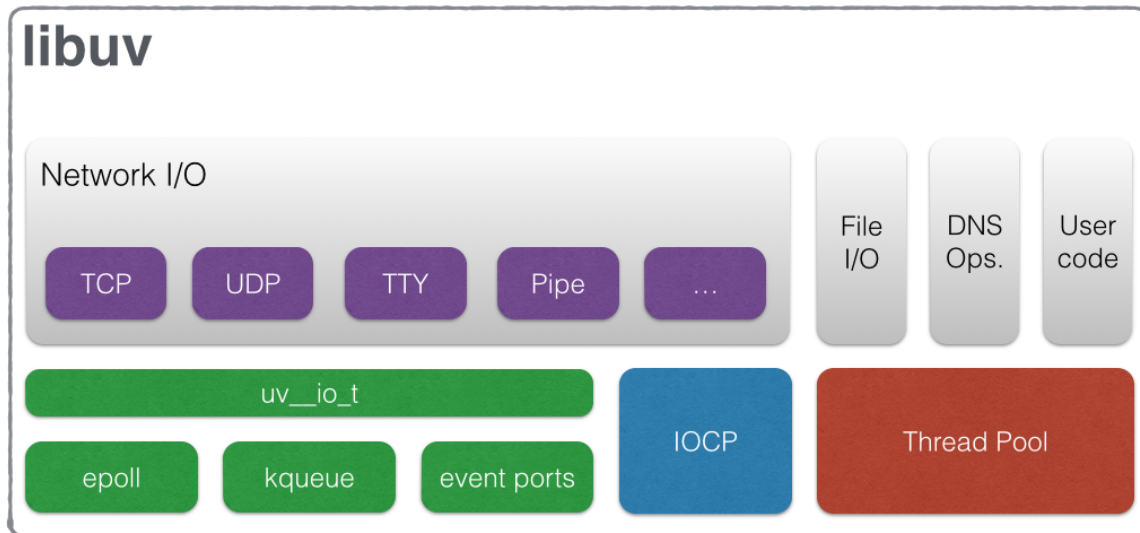 libuv
Network I/O
TCP
UDP
TTY
Pipe
...
File
I/O
DNS
Ops.
User
code
uv__io_t
IOCP
Thread Pool
epoll
kqueue
event ports